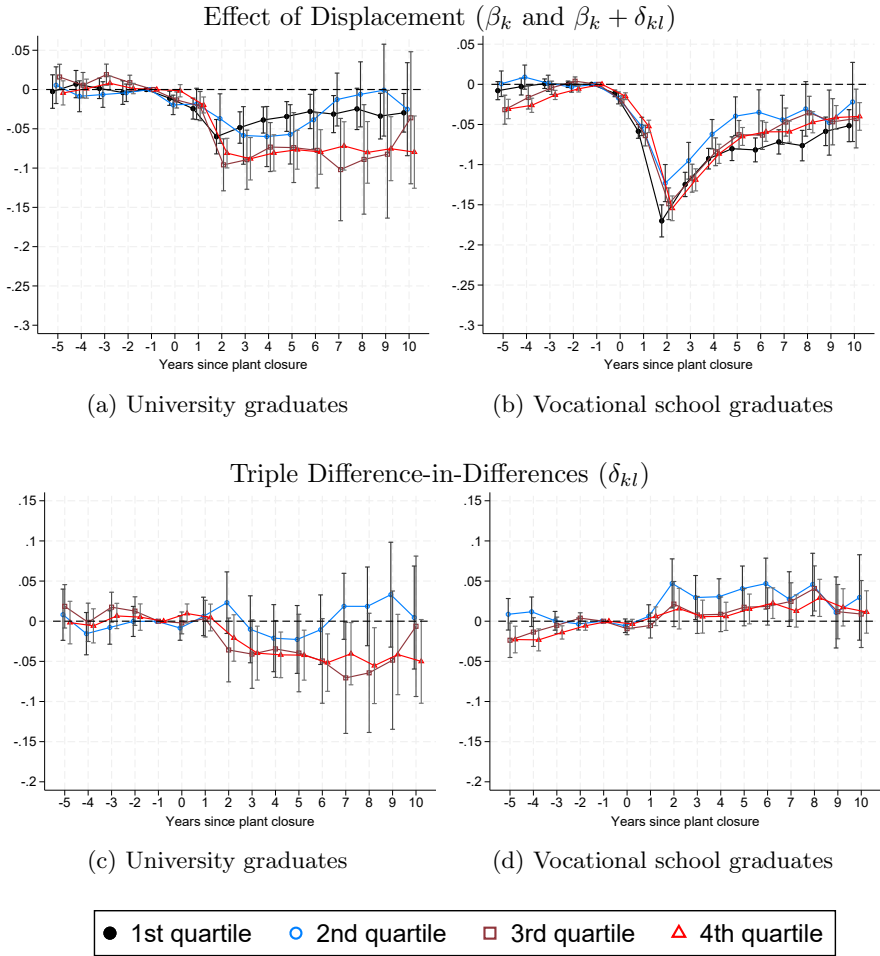 Effect of Displacement (βk and βk + δkl)
.05
0
-.05
-.1
-.15
-.2
-.25
-.3
-5 -4 -3 -2 -1 0 1 2 3 4 5 6 7 8 9 10
Years since plant closure
(a) University graduates
.05
0
-.05
-.1
-.15
-.2
-.25
-.3
-5 -4 -3 -2 -1 0 1 2 3 4 5 6 7 8 9 10
Years since plant closure
(b) Vocational school graduates
Triple Difference-in-Differences (δkl)
.15
.1
.05
0
-.05
-.1
-.15
-.2
-5 -4 -3 -2 -1 0 1 2 3 4 5 6 7 8 9 10
Years since plant closure
(c) University graduates
.15
.1
.05
0
-.05
-.1
-.15
-.2
-5 -4 -3 -2 -1 0 1 2 3 4 5 6 7 8 9 10
Years since plant closure
(d) Vocational school graduates
1st quartile 2nd quartile 3rd quartile 4th quartile